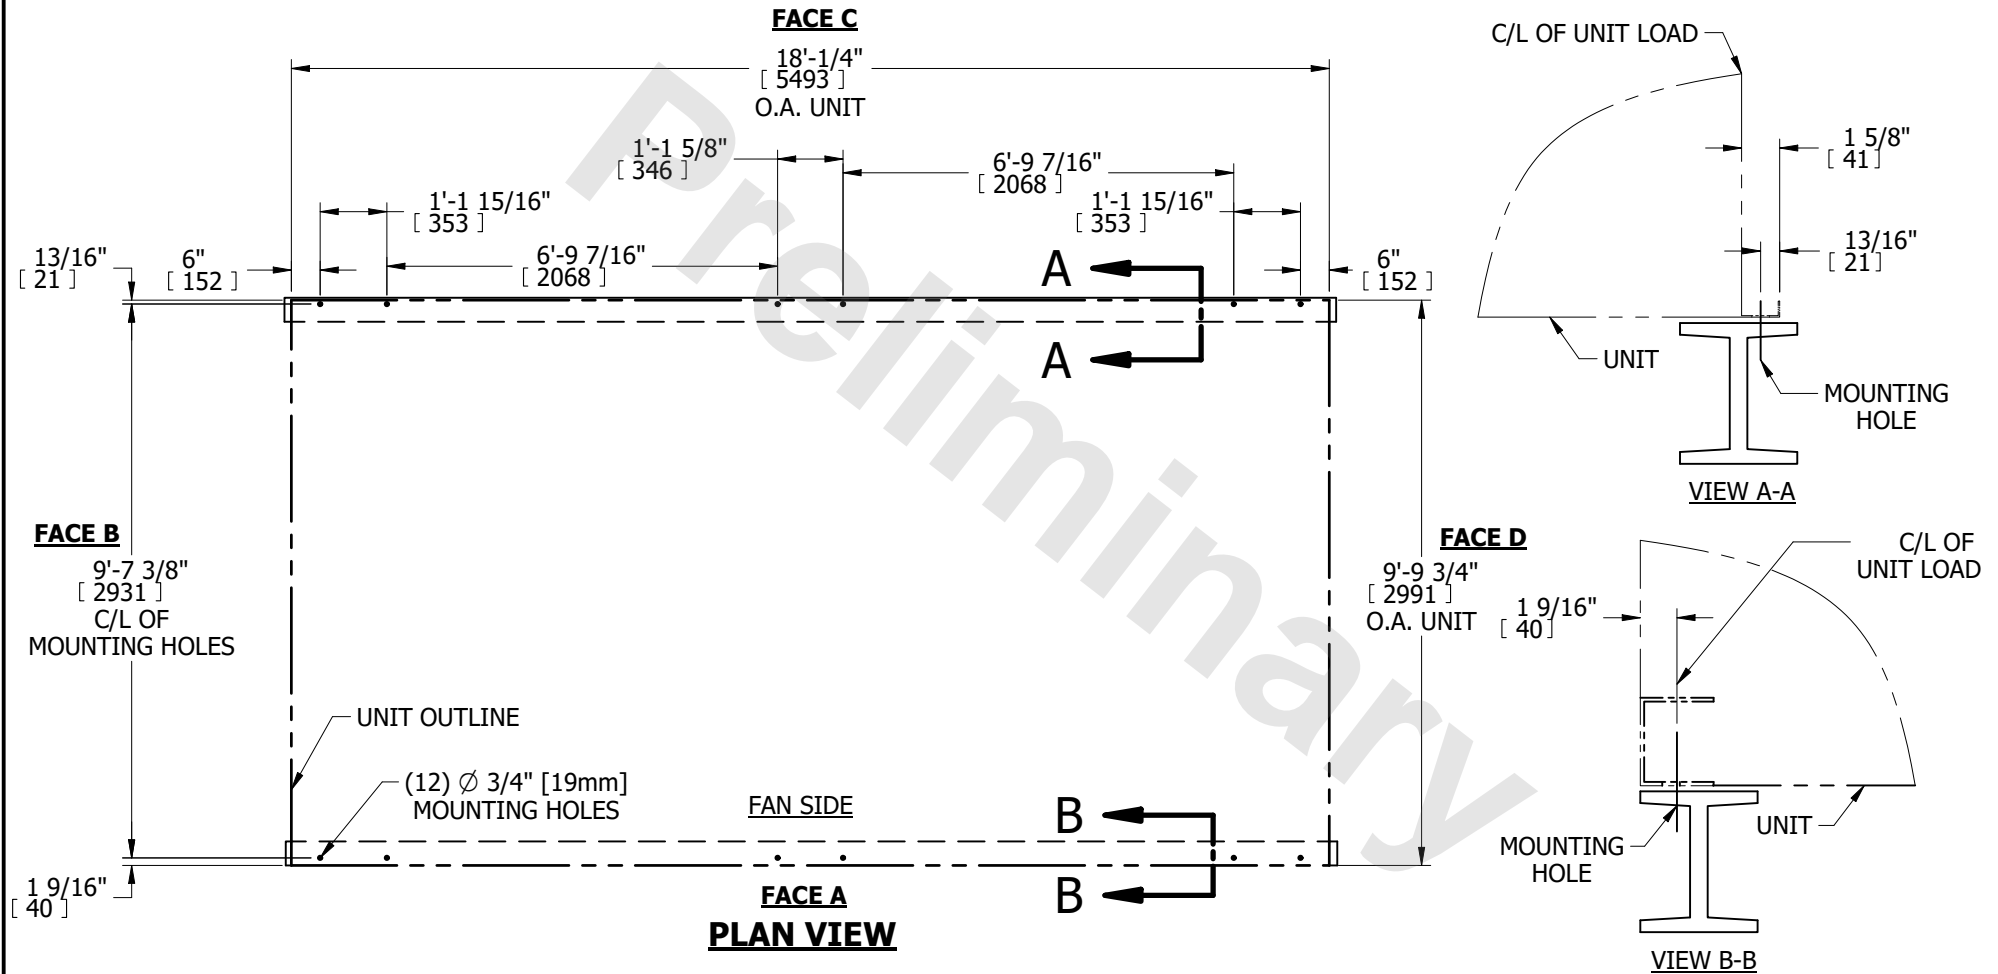 FACE C
18'-1/4"
[ 5493 ]
O.A. UNIT
1'-1 5/8"
[ 346 ]
6'-9 7/16"
[ 2068 ]
1'-1 15/16"
[ 353 ]
1'-1 15/16"
[ 353 ]
13/16"
[ 21 ]
6"
[ 152 ]
6'-9 7/16"
[ 2068 ]
A
6"
[ 152 ]
A
FACE B
9'-7 3/8"
[ 2931 ]
C/L OF
MOUNTING HOLES
FACE D
9'-9 3/4"
[ 2991 ]
O.A. UNIT
UNIT OUTLINE
(12) Ø 3/4" [19mm]
MOUNTING HOLES
FAN SIDE
B
B
1 9/16"
[ 40 ]
FACE A
PLAN VIEW
Preliminary
C/L OF UNIT LOAD
1 5/8"
[ 41 ]
13/16"
[ 21 ]
UNIT
MOUNTING
HOLE
VIEW A-A
C/L OF
UNIT LOAD
1 9/16"
[ 40 ]
MOUNTING
HOLE
UNIT
VIEW B-B